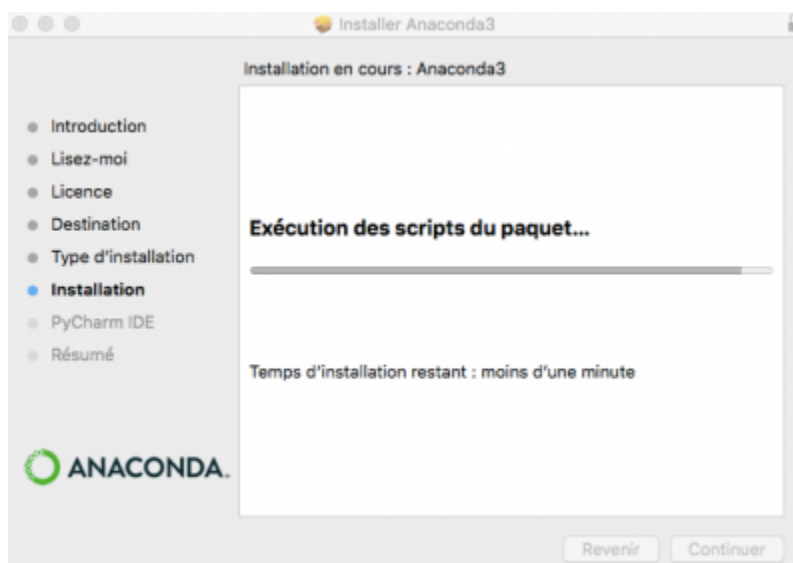 Installer Anaconda3
Installation en cours : Anaconda3
Introduction
Lisez-moi
Licence
Destination
Type d'installation
Installation
PyCharm IDE
Résumé
Exécution des scripts du paquet...
Temps d'installation restant : moins d'une minute
ANACONDA.
Revenir
Continuer